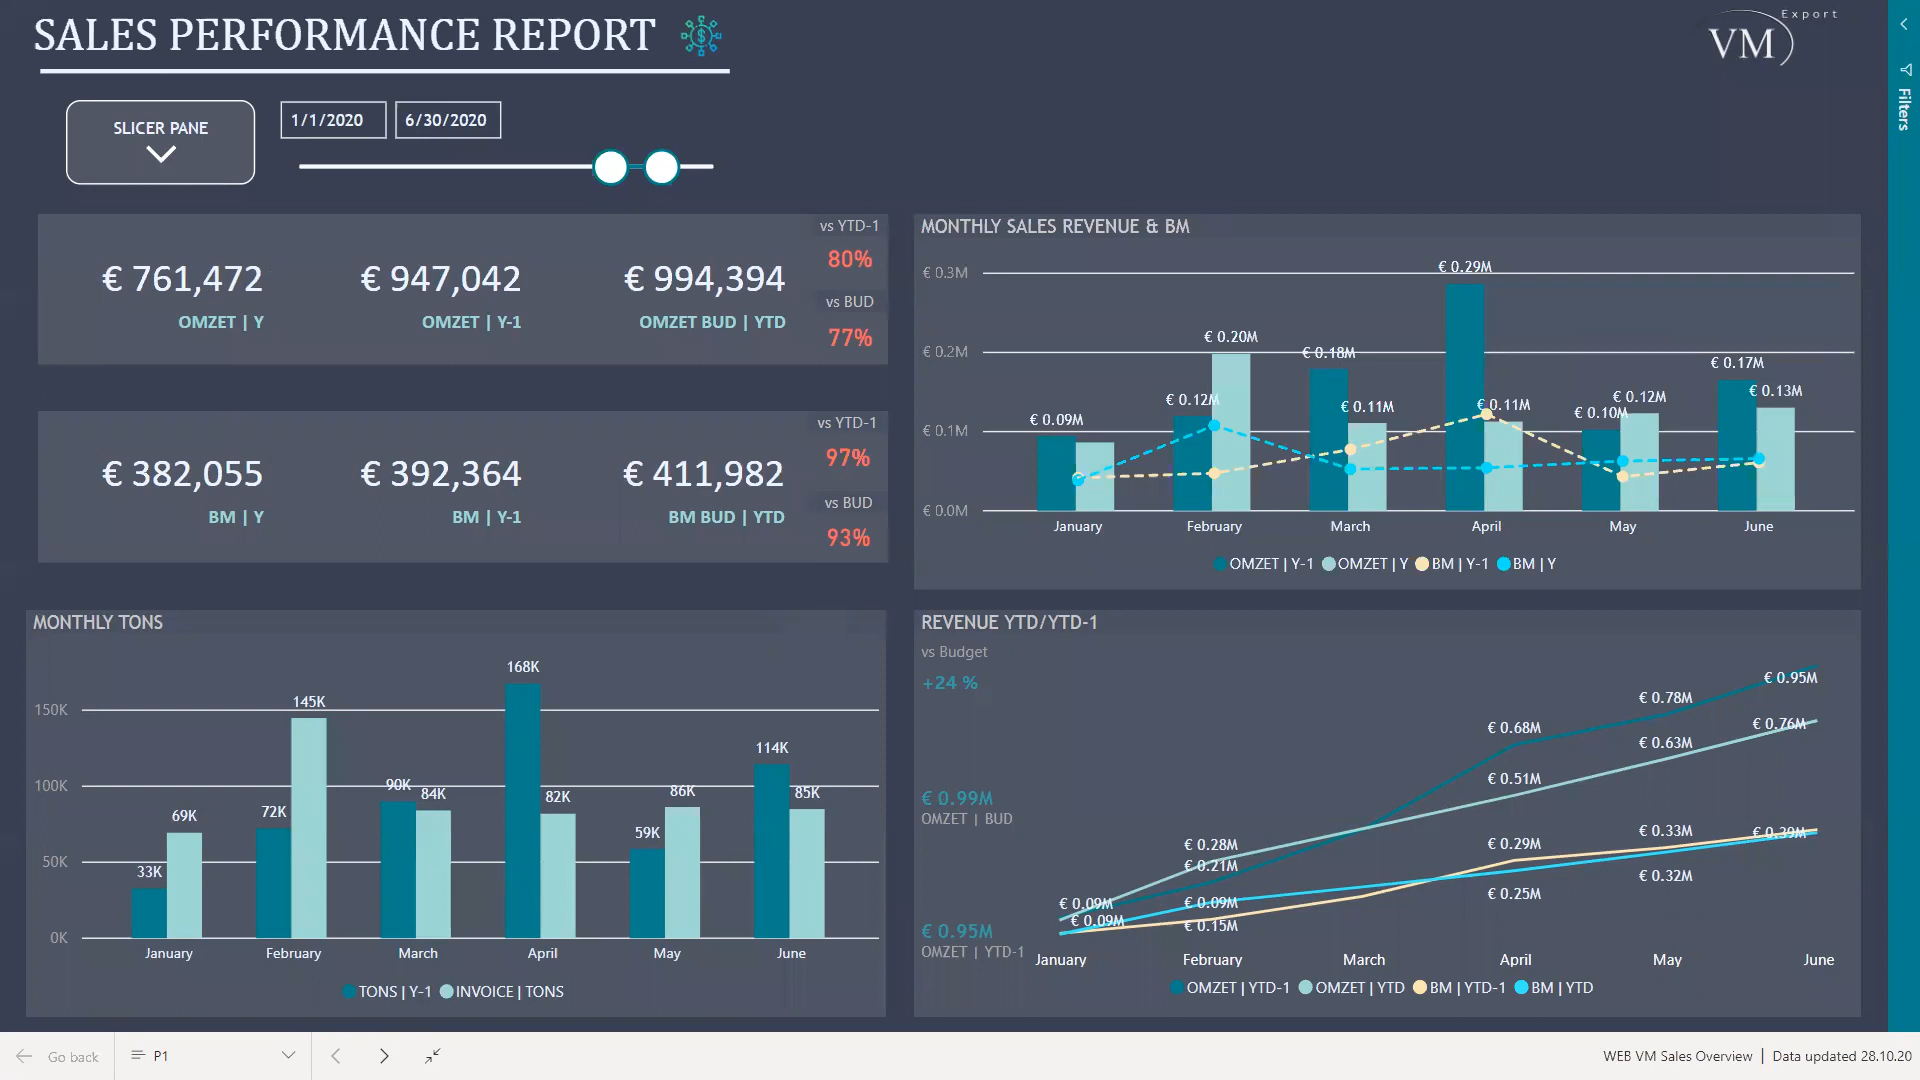 SALES PERFORMANCE REPORT
VM Export
Filters
SLICER PANE
1/1/2020
6/30/2020
€ 761,472
OMZET | Y
€ 947,042
OMZET | Y-1
€ 994,394
OMZET BUD | YTD
vs YTD-1
80%
vs BUD
77%
€ 382,055
BM | Y
€ 392,364
BM | Y-1
€ 411,982
BM BUD | YTD
vs YTD-1
97%
vs BUD
93%
MONTHLY SALES REVENUE & BM
€ 0.3M
€ 0.2M
€ 0.1M
€ 0.0M
€ 0.09M
€ 0.12M
€ 0.20M
€ 0.18M
€ 0.11M
€ 0.29M
€ 0.11M
€ 0.10M
€ 0.12M
€ 0.17M
€ 0.13M
January February March April May June
OMZET | Y-1 OMZET | Y BM | Y-1 BM | Y
MONTHLY TONS
150K
100K
50K
0K
33K
69K
72K
145K
90K
84K
168K
82K
59K
86K
114K
85K
January February March April May June
TONS | Y-1 INVOICE | TONS
REVENUE YTD/YTD-1
vs Budget
+24 %
€ 0.99M
OMZET | BUD
€ 0.95M
OMZET | YTD-1
€ 0.09M
€ 0.09M
€ 0.28M
€ 0.21M
€ 0.09M
€ 0.15M
€ 0.68M
€ 0.51M
€ 0.29M
€ 0.25M
€ 0.78M
€ 0.63M
€ 0.33M
€ 0.32M
€ 0.95M
€ 0.76M
€ 0.39M
January February March April May June
OMZET | YTD-1 OMZET | YTD BM | YTD-1 BM | YTD
Go back
P1
WEB VM Sales Overview | Data updated 28.10.20